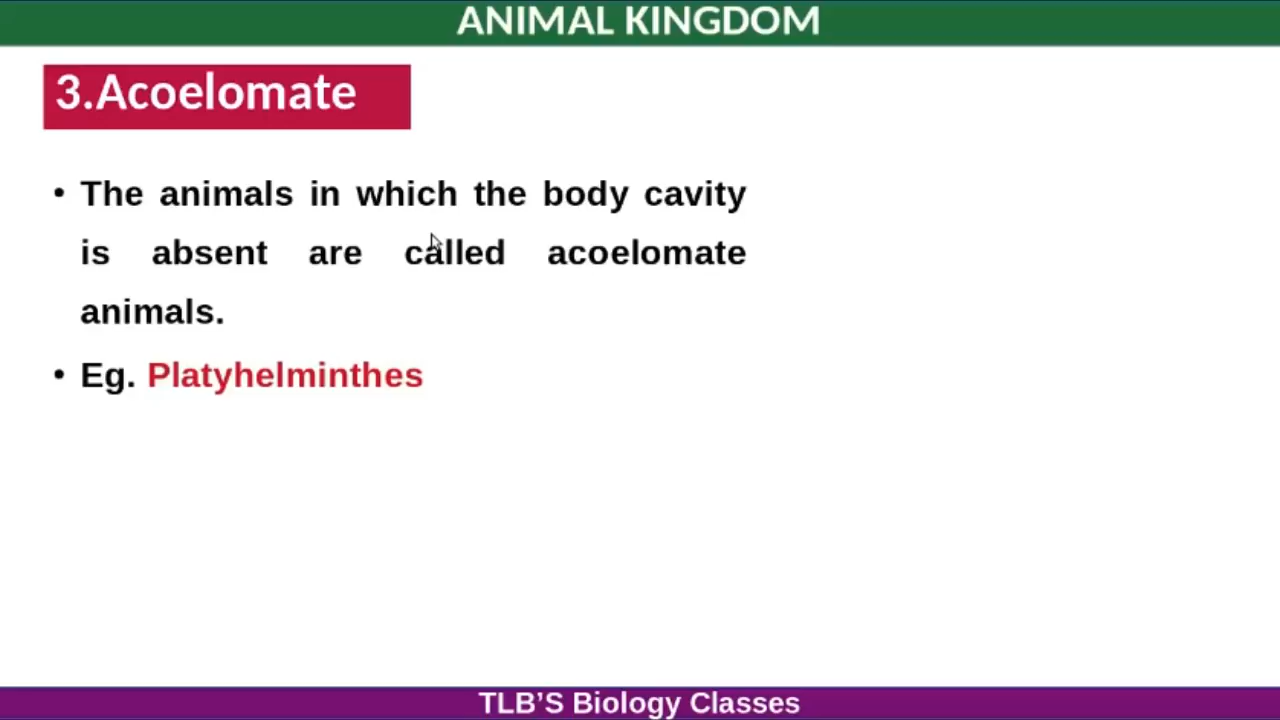 ANIMAL KINGDOM
3.Acoelomate
• The animals in which the body cavity
is absent are called acoelomate
animals.
• Eg. Platyhelminthes
TLB’S Biology Classes